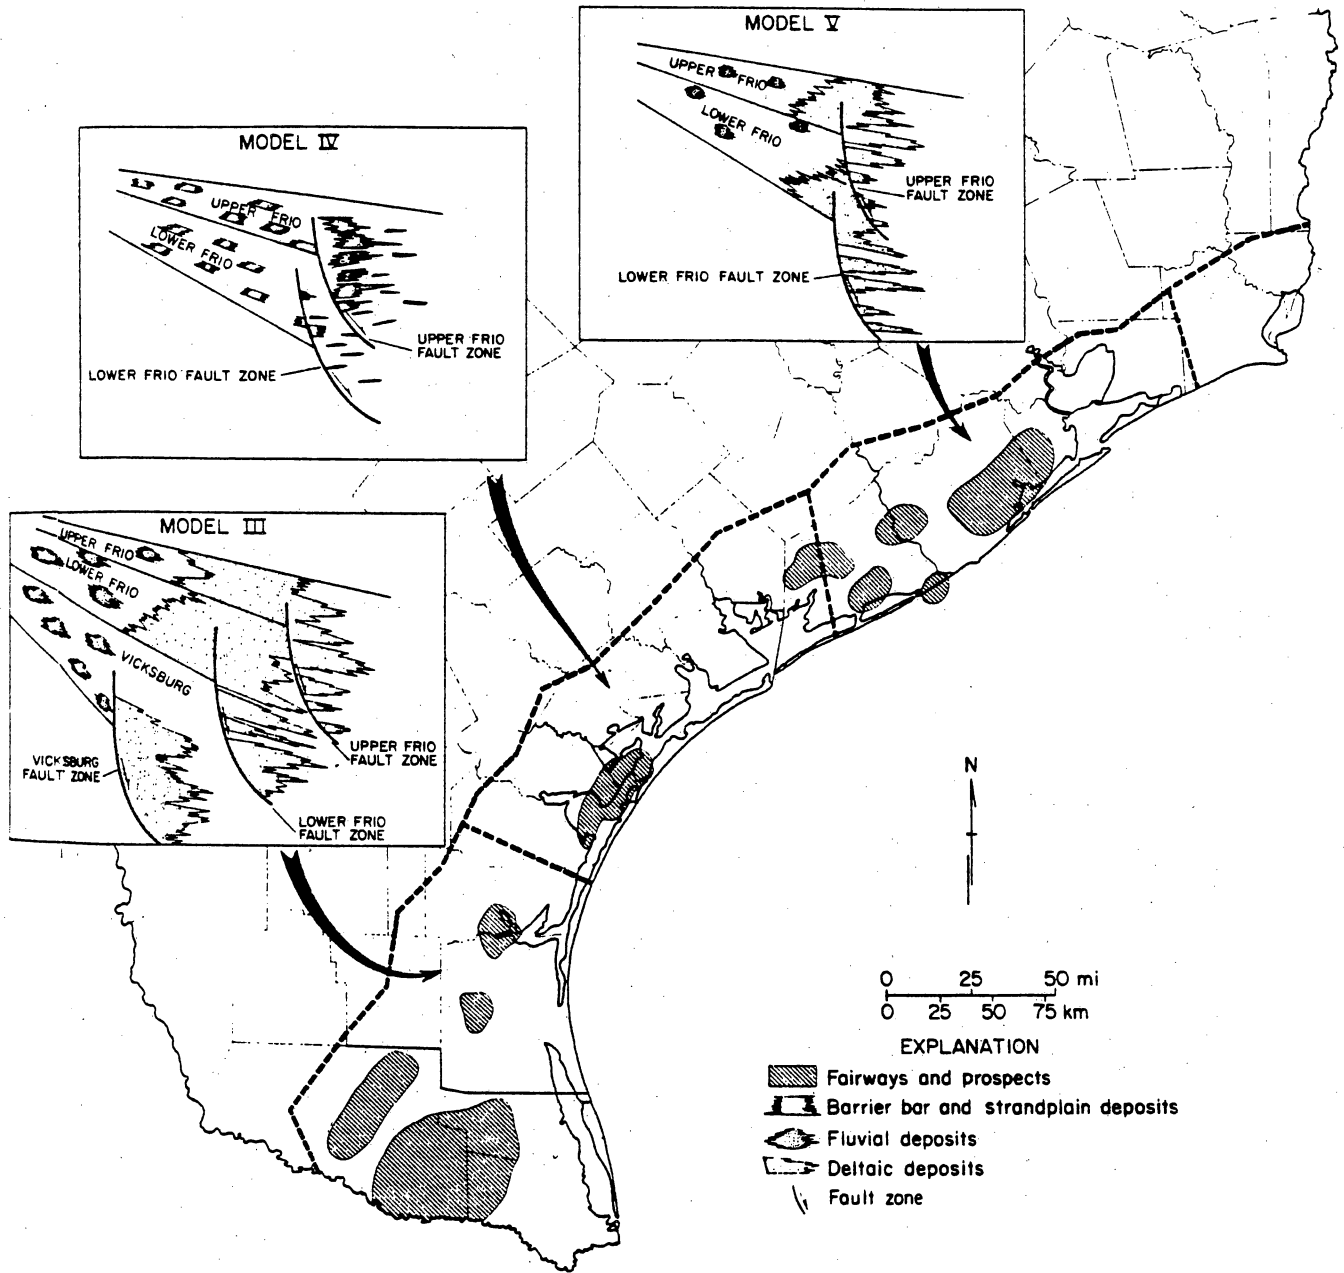 MODEL V
UPPER FRIO
LOWER FRIO
UPPER FRIO
FAULT ZONE
LOWER FRIO FAULT ZONE
MODEL IV
UPPER FRIO
LOWER FRIO
UPPER FRIO
FAULT ZONE
LOWER FRIO FAULT ZONE
MODEL III
UPPER FRIO
LOWER FRIO
VICKSBURG
VICKSBURG
FAULT ZONE
UPPER FRIO
FAULT ZONE
LOWER FRIO
FAULT ZONE
N
0 25 50 mi
0 25 50 75 km
EXPLANATION
Fairways and prospects
Barrier bar and strandplain deposits
Fluvial deposits
Deltaic deposits
Fault zone